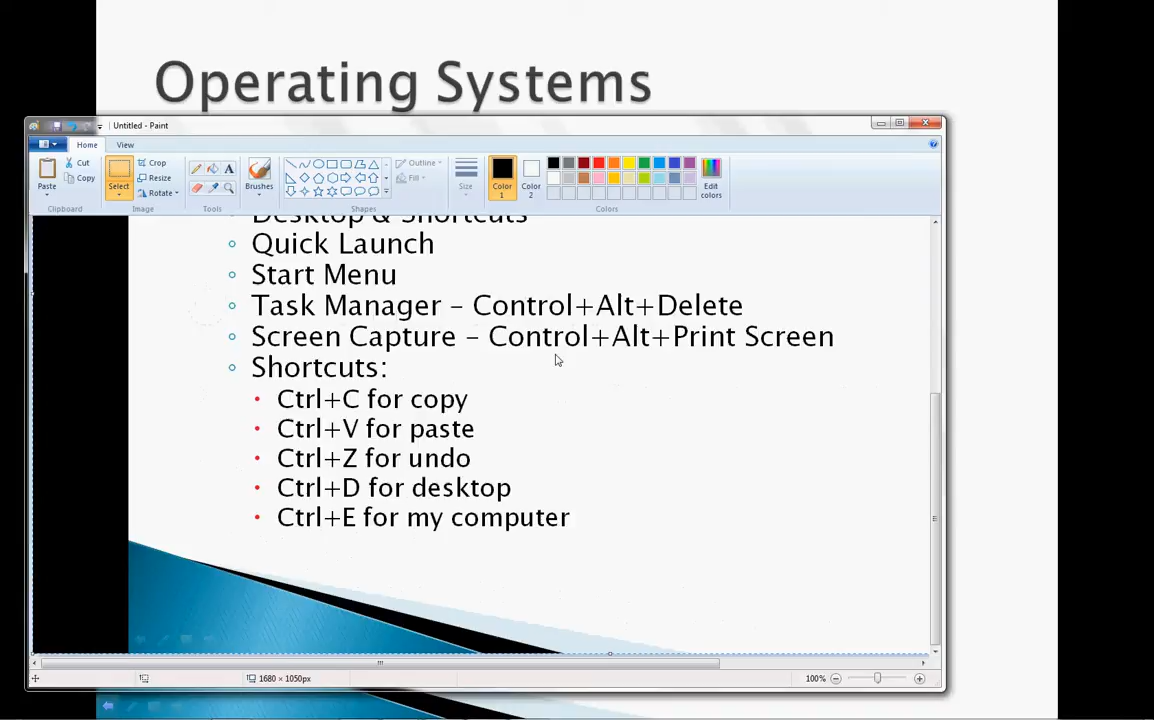 Operating Systems
Untitled - Paint
Home
View
Paste
Cut
Copy
Clipboard
Select
Crop
Resize
Rotate
Image
A
Tools
Brushes
Shapes
Outline
Fill
Size
Color
1
Color
2
Edit
colors
Colors
Desktop & Shortcuts
Quick Launch
Start Menu
Task Manager – Control+Alt+Delete
Screen Capture – Control+Alt+Print Screen
Shortcuts:
Ctrl+C for copy
Ctrl+V for paste
Ctrl+Z for undo
Ctrl+D for desktop
Ctrl+E for my computer
1680 × 1050px
100%